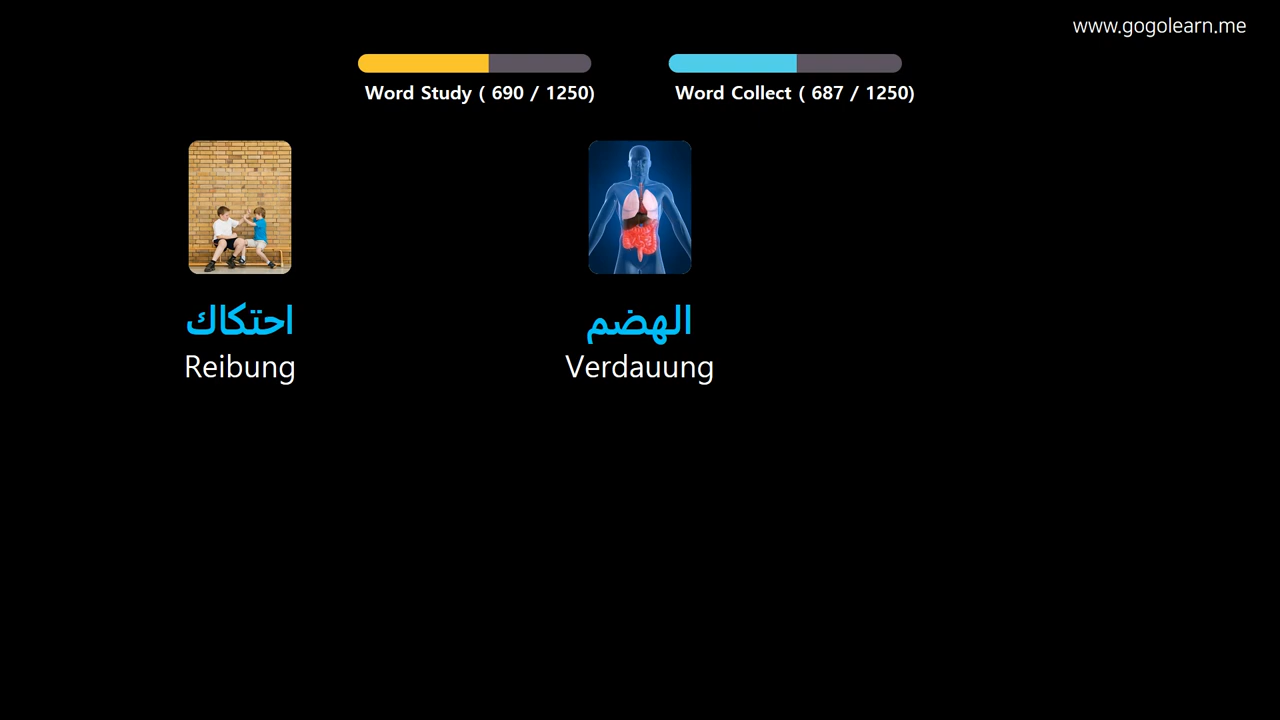 www.gogolearn.me
Word Study ( 690 / 1250)
Word Collect ( 687 / 1250)
احتكاك
Reibung
الهضم
Verdauung